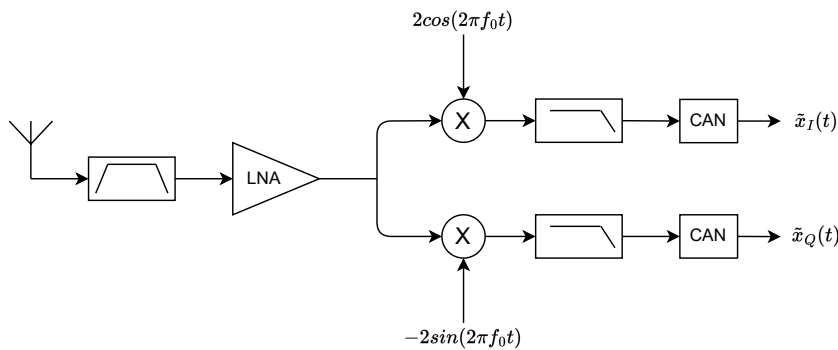 2cos(2πf₀t)
X
CAN
x̃_I(t)
LNA
X
CAN
x̃_Q(t)
−2sin(2πf₀t)